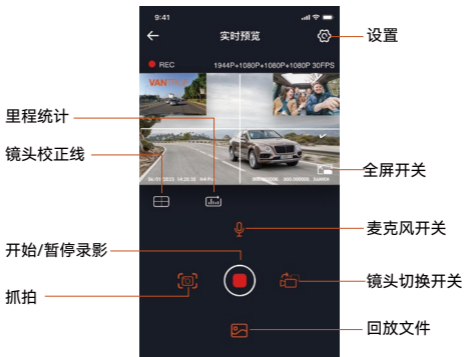 9:41
实时预览
设置
REC
1944P+1080P+1080P+1080P 30FPS
VAN
里程统计
镜头校正线
全屏开关
麦克风开关
开始/暂停录影
镜头切换开关
抓拍
回放文件